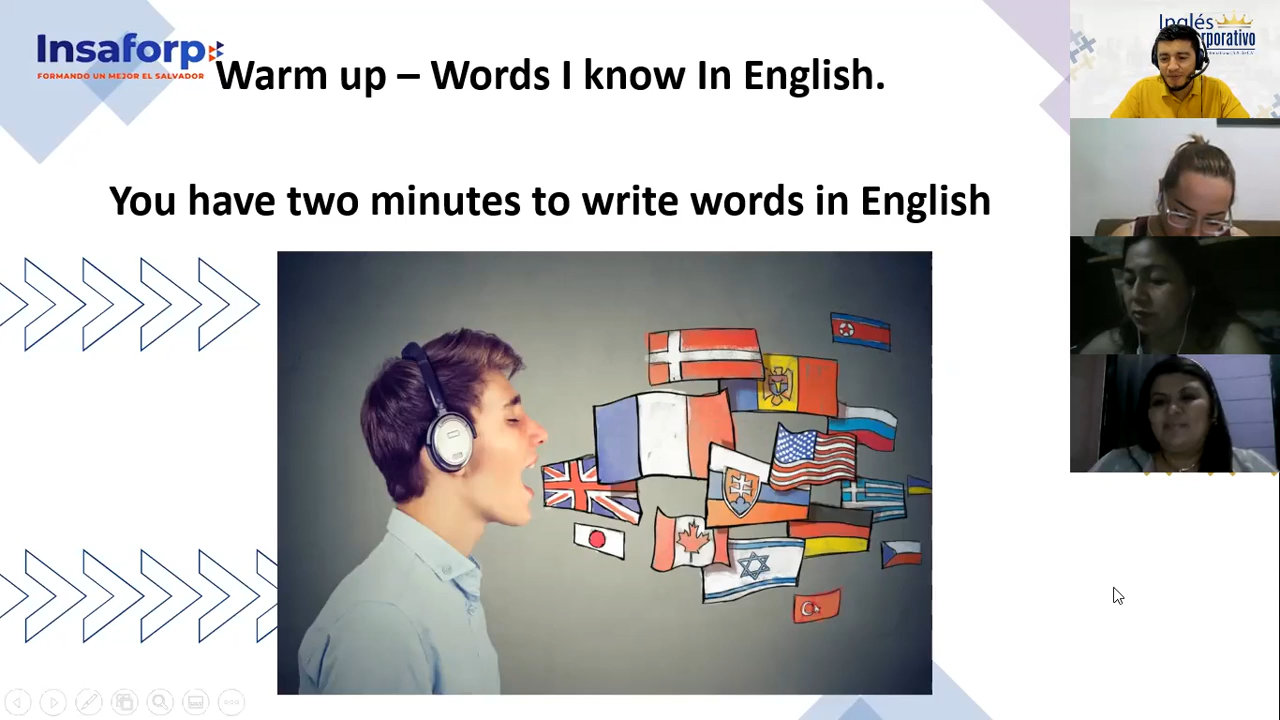 Insaforp
FORMANDO UN MEJOR EL SALVADOR
Warm up – Words I know In English.
You have two minutes to write words in English
Inglés